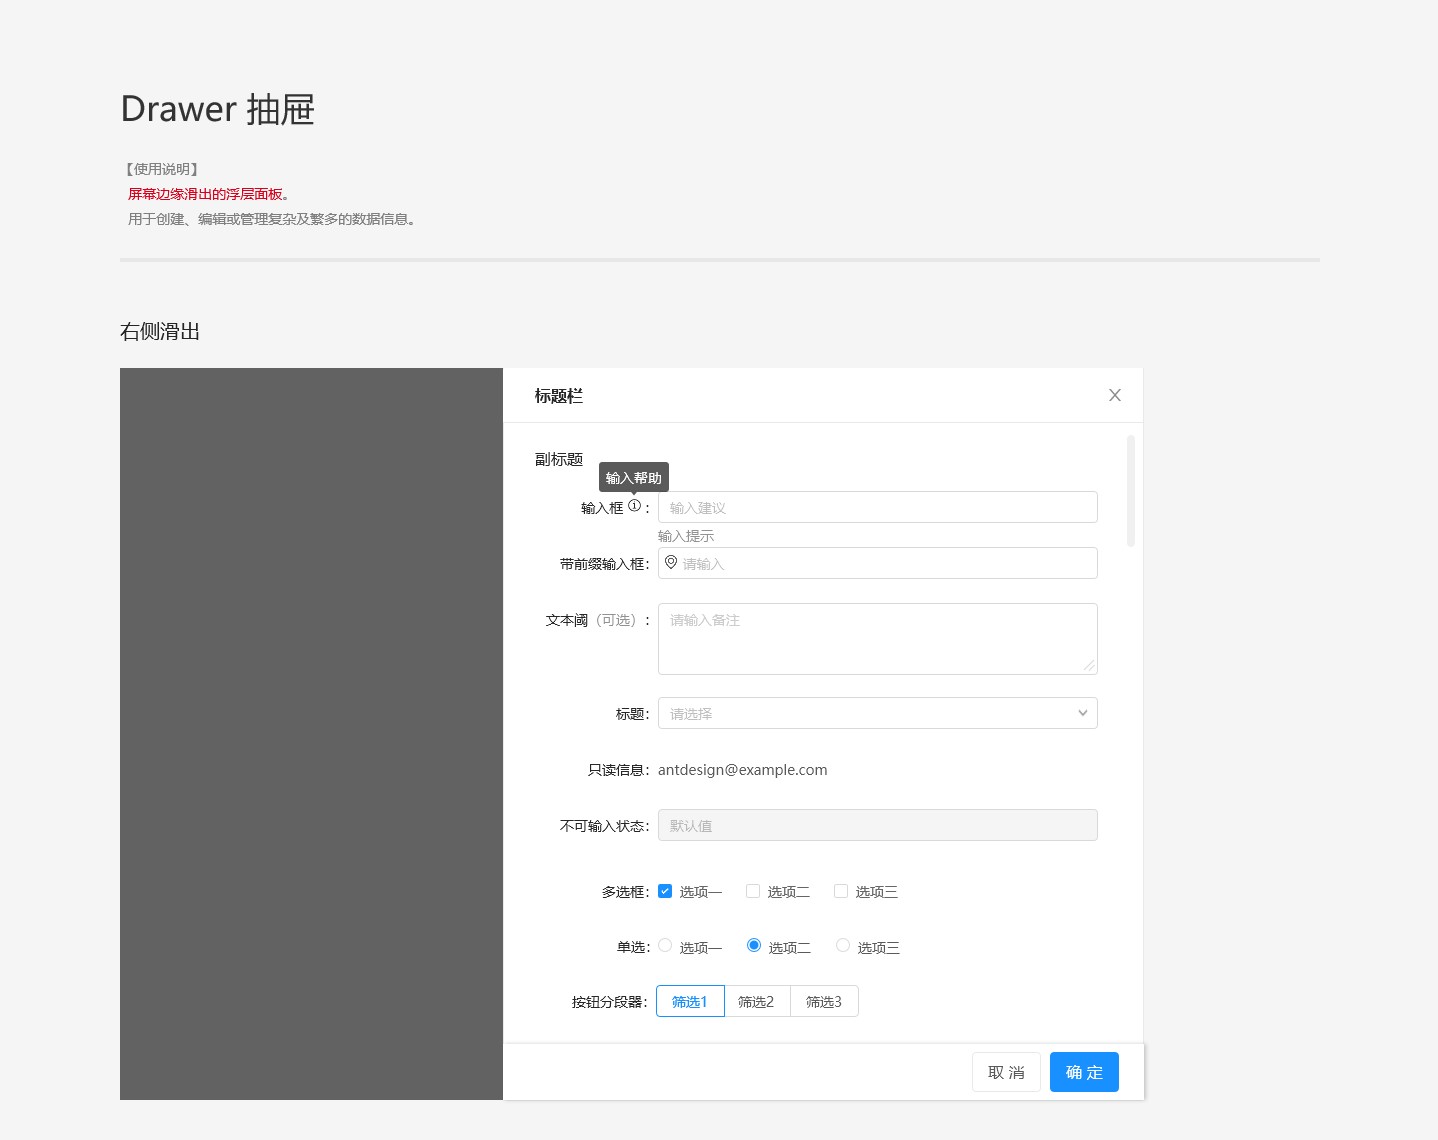 Drawer 抽屉
【使用说明】
屏幕边缘滑出的浮层面板。
用于创建、编辑或管理复杂及繁多的数据信息。
右侧滑出
标题栏
副标题
输入帮助
输入框 : 输入建议
输入提示
带前缀输入框: 请输入
文本阈（可选）: 请输入备注
标题: 请选择
只读信息: antdesign@example.com
不可输入状态: 默认值
多选框: 选项一 选项二 选项三
单选: 选项一 选项二 选项三
按钮分段器: 筛选1 筛选2 筛选3
取 消 确 定